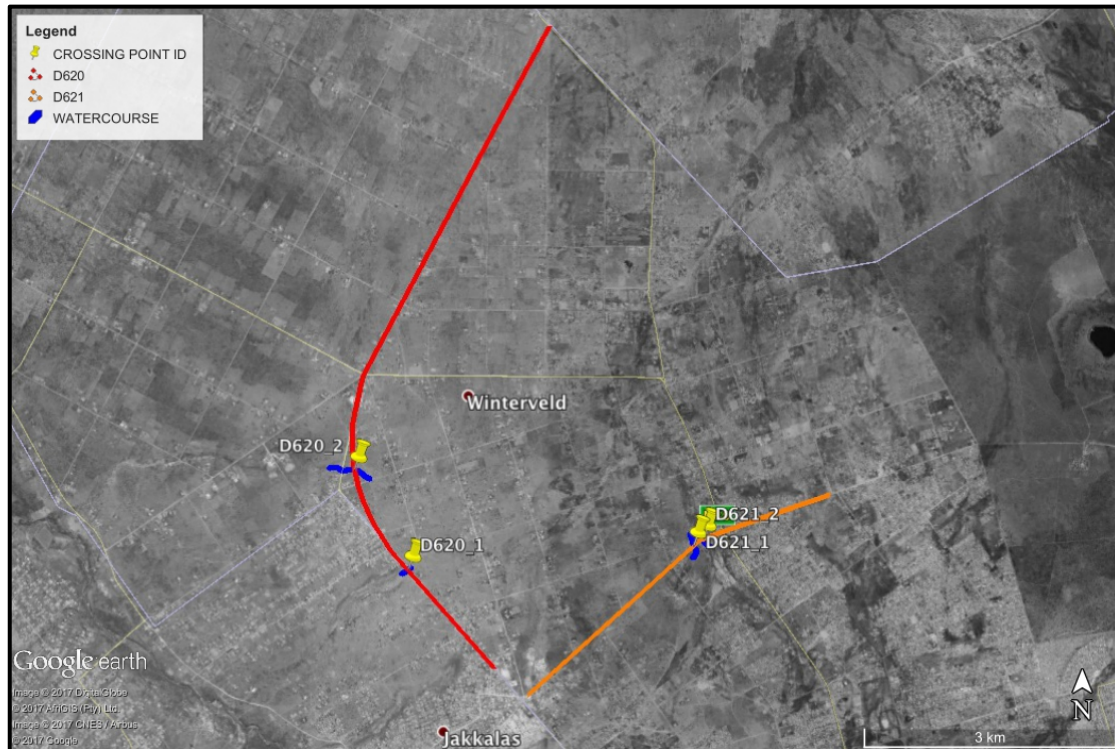 Legend
CROSSING POINT ID
D620
D621
WATERCOURSE
Winterveld
D620_2
D621_2
D621_1
D620_1
Google earth
Image © 2017 DigitalGlobe
© 2017 AfriGIS (Pty) Ltd.
Image © 2017 CNES / Airbus
© 2017 Google
N
3 km
Jakkalas